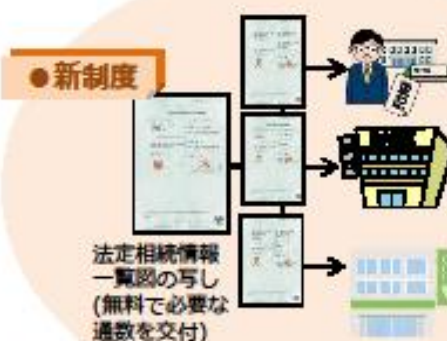 ●新制度
法定相続情報
一覧図の写し
(無料で必要な
通数を交付)